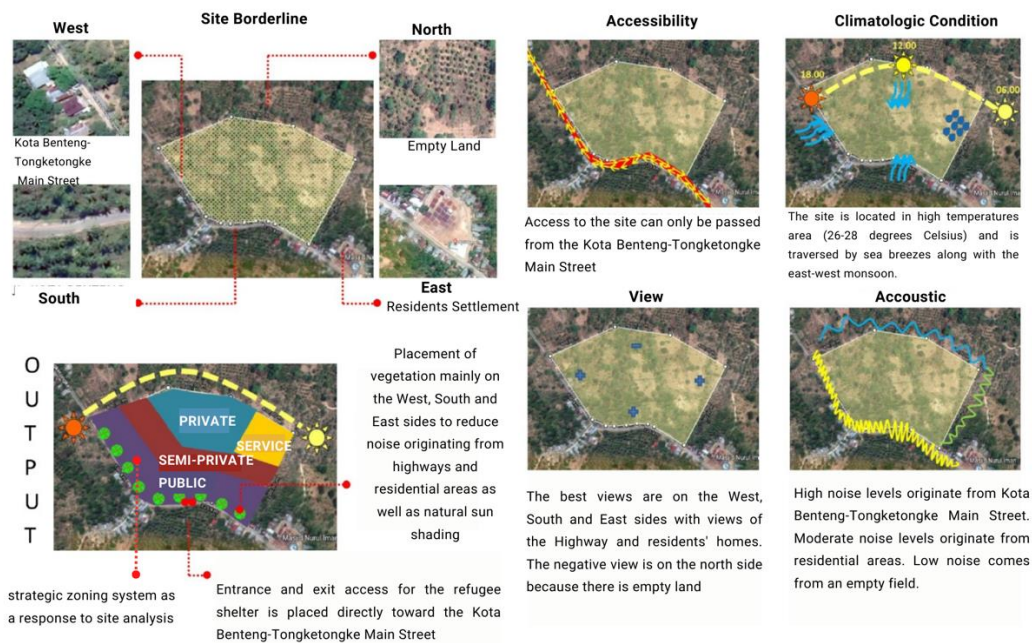 Site Borderline
West
North
Kota Benteng-
Tongketongke
Main Street
Empty Land
South
East
Residents Settlement
Accessibility
Access to the site can only be passed
from the Kota Benteng-Tongketongke
Main Street
Climatologic Condition
18.00
12.00
06.00
The site is located in high temperatures
area (26-28 degrees Celsius) and is
traversed by sea breezes along with the
east-west monsoon.
View
The best views are on the West,
South and East sides with views of
the Highway and residents' homes.
The negative view is on the north side
because there is empty land
Accoustic
High noise levels originate from Kota
Benteng-Tongketongke Main Street.
Moderate noise levels originate from
residential areas. Low noise comes
from an empty field.
OUTPUT
PRIVATE
SERVICE
SEMI-PRIVATE
PUBLIC
Masjid Nurul Iman
Placement of
vegetation mainly on
the West, South and
East sides to reduce
noise originating from
highways and
residential areas as
well as natural sun
shading
strategic zoning system as
a response to site analysis
Entrance and exit access for the refugee
shelter is placed directly toward the Kota
Benteng-Tongketongke Main Street